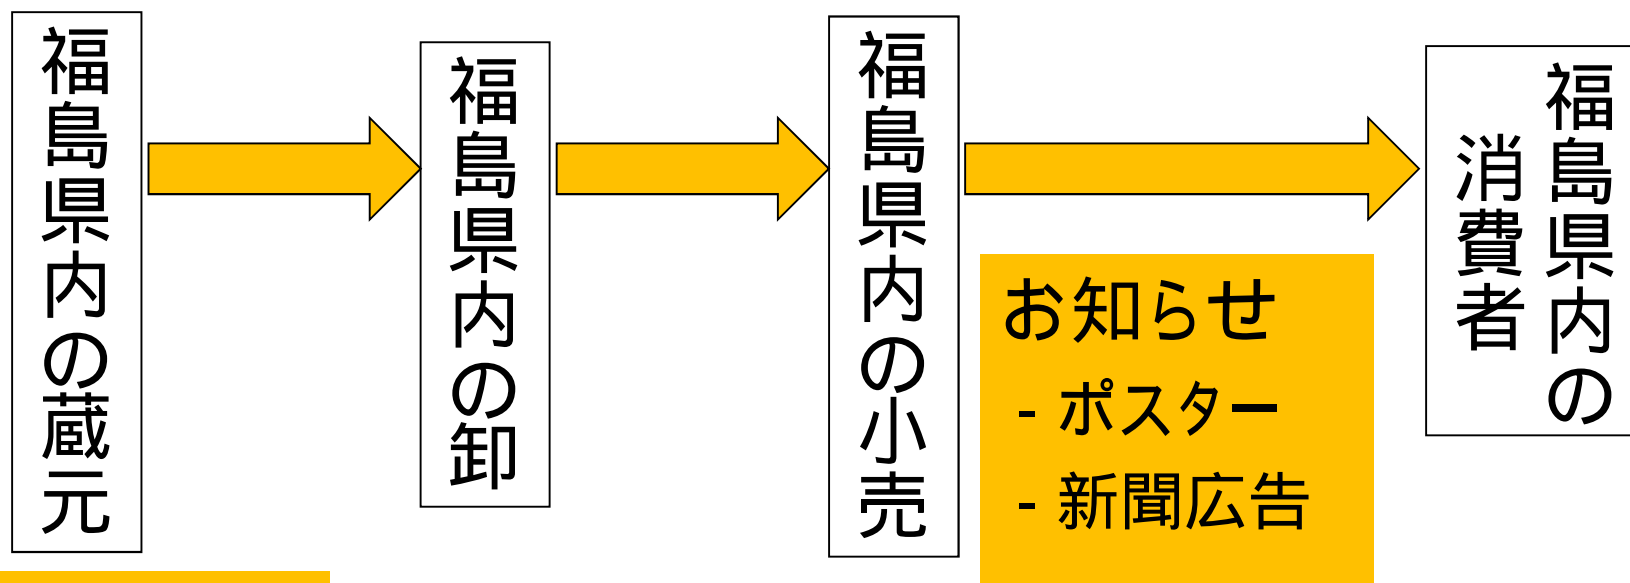 福島県内の蔵元
福島県内の卸
福島県内の小売
福島県内の
消費者
お知らせ
- ポスター
- 新聞広告